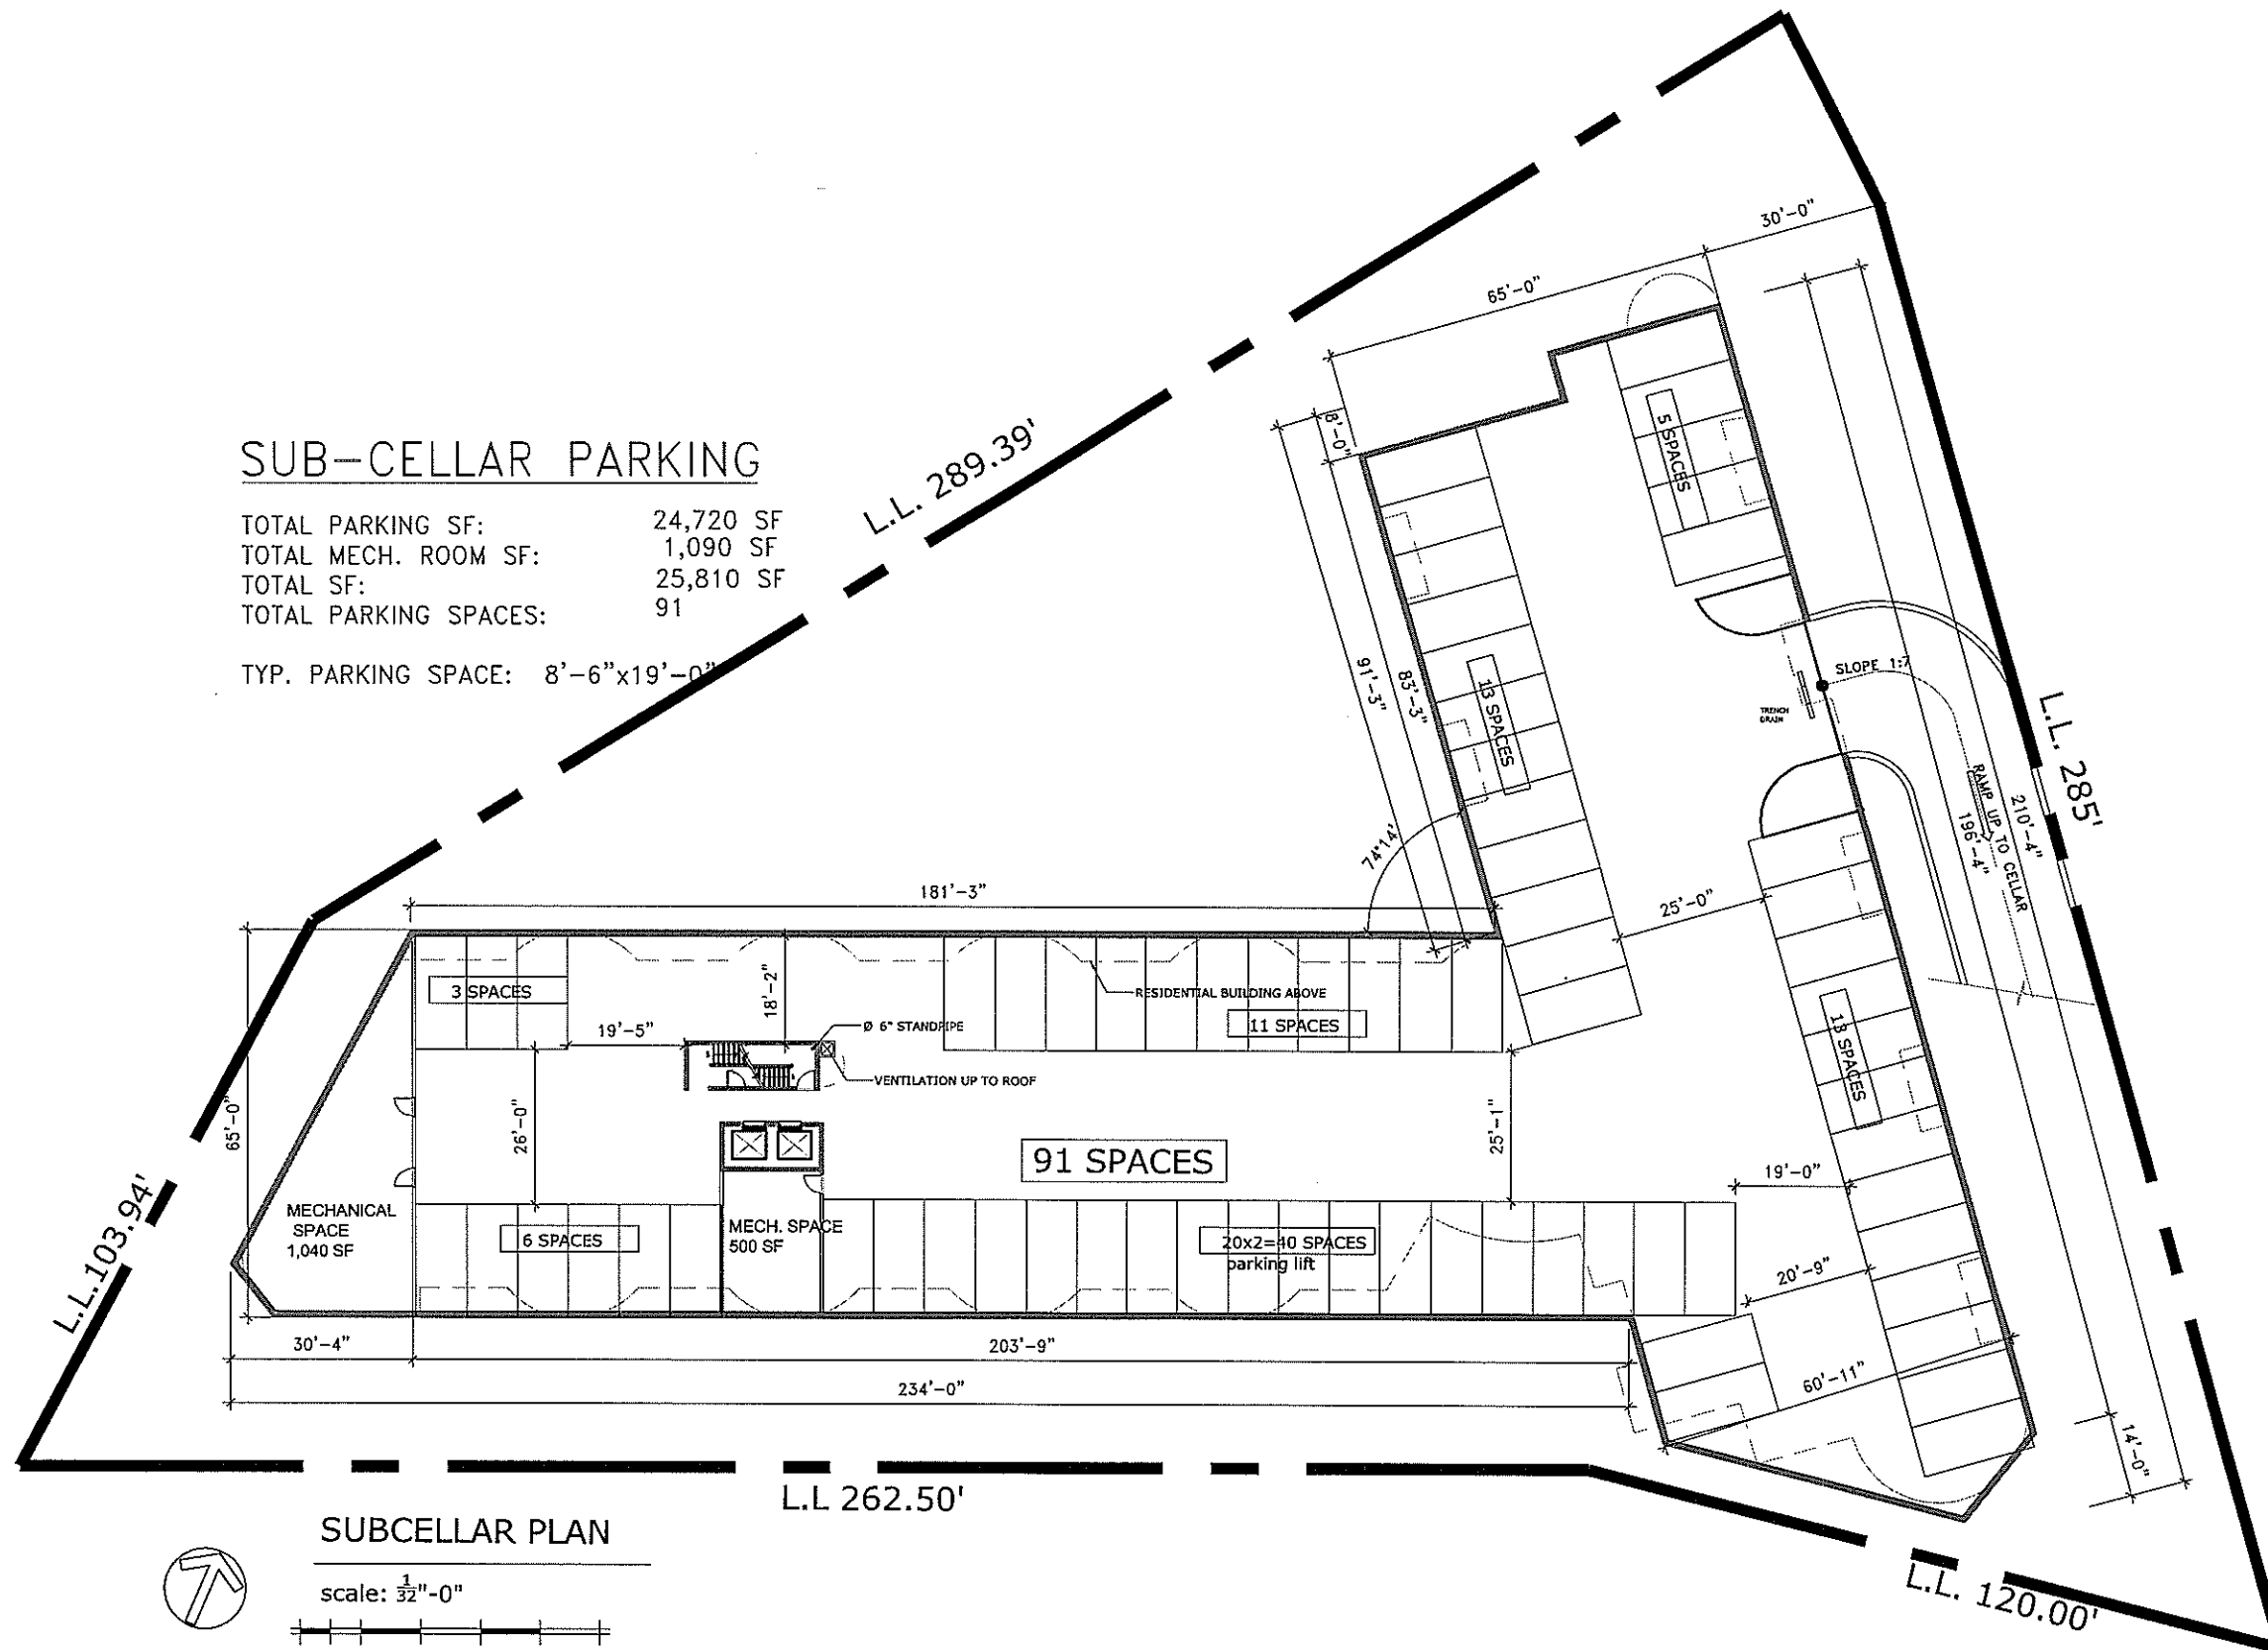 SUB-CELLAR PARKING
TOTAL PARKING SF: 24,720 SF
TOTAL MECH. ROOM SF: 1,090 SF
TOTAL SF: 25,810 SF
TOTAL PARKING SPACES: 91
TYP. PARKING SPACE: 8'-6"x19'-0"
L.L. 289.39'
30'-0"
65'-0"
8'-0"
5 SPACES
91'-3"
83'-3"
13 SPACES
SLOPE 1:7
TRENCH
DRAIN
L.L. 285'
RAMP UP TO CELLAR
210'-4"
196'-4"
74°14'
181'-3"
25'-0"
3 SPACES
18'-2"
RESIDENTIAL BUILDING ABOVE
19'-5"
Ø 6" STANDPIPE
11 SPACES
13 SPACES
VENTILATION UP TO ROOF
65'-0"
26'-0"
25'-1"
91 SPACES
19'-0"
L.L.103.94'
MECHANICAL
SPACE
1,040 SF
6 SPACES
MECH. SPACE
500 SF
20x2=40 SPACES
parking lift
20'-9"
30'-4"
203'-9"
60'-11"
234'-0"
14'-0"
L.L 262.50'
SUBCELLAR PLAN
scale: 1/32"-0"
L.L. 120.00'